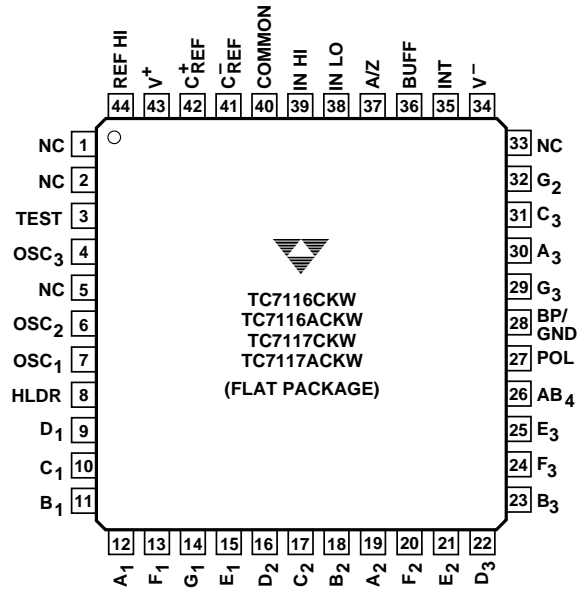 REF HI
V+
C+REF
C-REF
COMMON
IN HI
IN LO
A/Z
BUFF
INT
V-
44 43 42 41 40 39 38 37 36 35 34
NC 1
NC 2
TEST 3
OSC3 4
NC 5
OSC2 6
OSC1 7
HLDR 8
D1 9
C1 10
B1 11
TC7116CKW
TC7116ACKW
TC7117CKW
TC7117ACKW
(FLAT PACKAGE)
33 NC
32 G2
31 C3
30 A3
29 G3
28 BP/
GND
27 POL
26 AB4
25 E3
24 F3
23 B3
12 13 14 15 16 17 18 19 20 21 22
A1
F1
G1
E1
D2
C2
B2
A2
F2
E2
D3